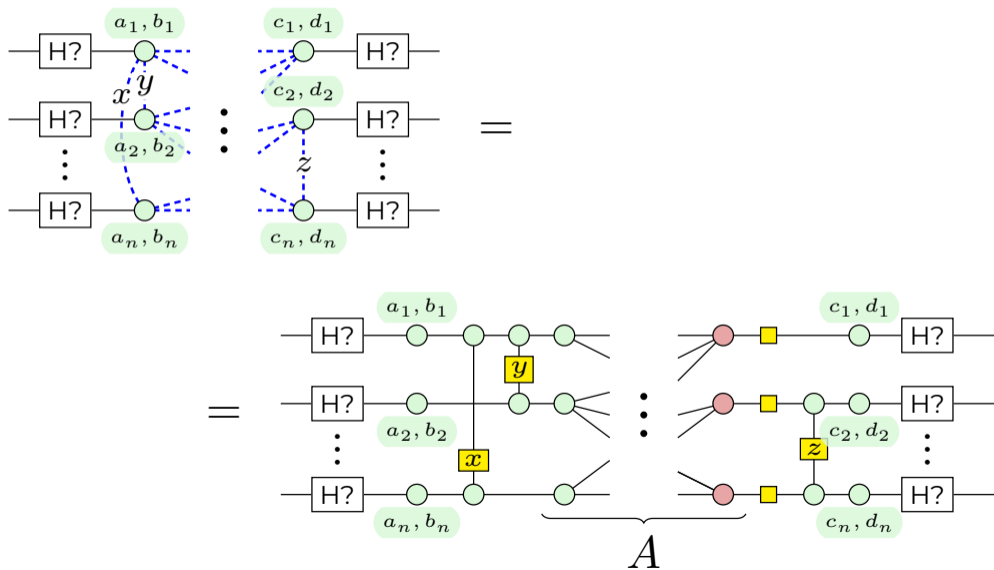 a₁, b₁ c₁, d₁
H? H?
x y c₂, d₂
H? H? =
a₂, b₂
z
H? H?
aₙ, bₙ cₙ, dₙ
a₁, b₁ c₁, d₁
H? H?
y
= H? H?
a₂, b₂ c₂, d₂
x z
H? H?
aₙ, bₙ cₙ, dₙ
A